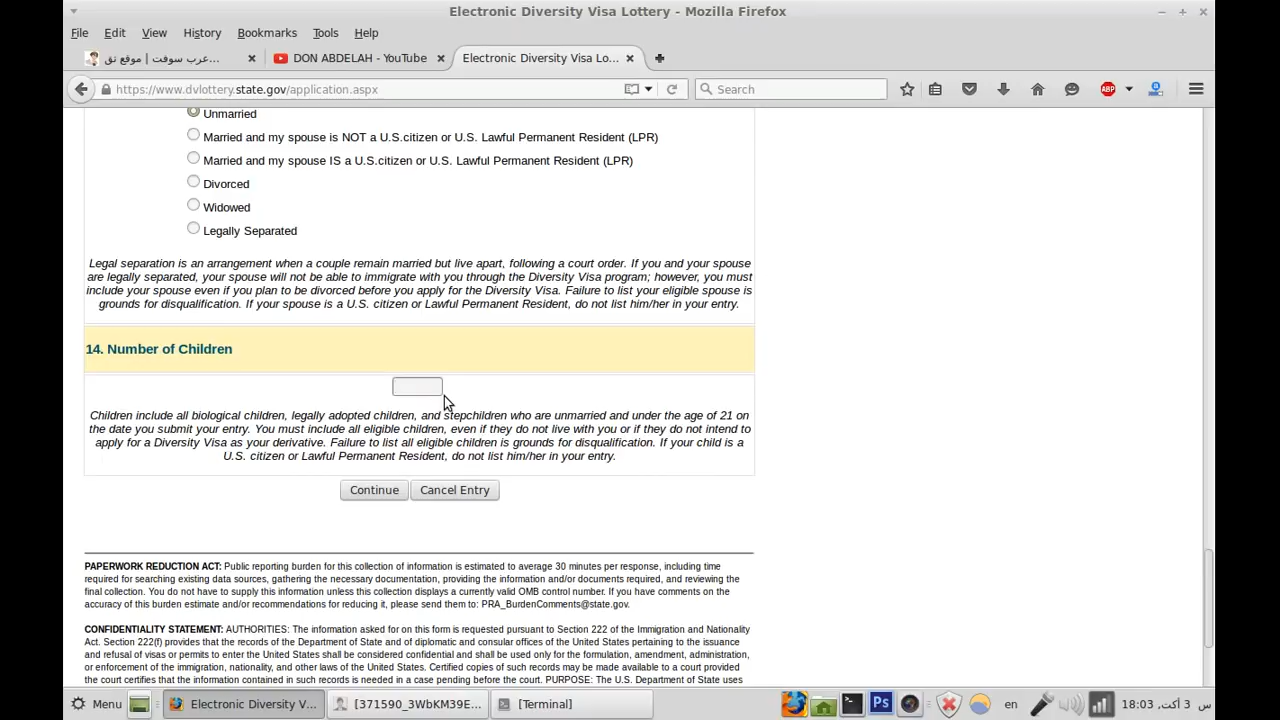 Electronic Diversity Visa Lottery - Mozilla Firefox
File Edit View History Bookmarks Tools Help
عرب سوفت | موقع تق...
DON ABDELAH - YouTube
Electronic Diversity Visa Lo...
https://www.dvlottery.state.gov/application.aspx
Search
ABP
Unmarried
Married and my spouse is NOT a U.S.citizen or U.S. Lawful Permanent Resident (LPR)
Married and my spouse IS a U.S.citizen or U.S. Lawful Permanent Resident (LPR)
Divorced
Widowed
Legally Separated
Legal separation is an arrangement when a couple remain married but live apart, following a court order. If you and your spouse
are legally separated, your spouse will not be able to immigrate with you through the Diversity Visa program; however, you must
include your spouse even if you plan to be divorced before you apply for the Diversity Visa. Failure to list your eligible spouse is
grounds for disqualification. If your spouse is a U.S. citizen or Lawful Permanent Resident, do not list him/her in your entry.
14. Number of Children
Children include all biological children, legally adopted children, and stepchildren who are unmarried and under the age of 21 on
the date you submit your entry. You must include all eligible children, even if they do not live with you or if they do not intend to
apply for a Diversity Visa as your derivative. Failure to list all eligible children is grounds for disqualification. If your child is a
U.S. citizen or Lawful Permanent Resident, do not list him/her in your entry.
Continue Cancel Entry
PAPERWORK REDUCTION ACT: Public reporting burden for this collection of information is estimated to average 30 minutes per response, including time
required for searching existing data sources, gathering the necessary documentation, providing the information and/or documents required, and reviewing the
final collection. You do not have to supply this information unless this collection displays a currently valid OMB control number. If you have comments on the
accuracy of this burden estimate and/or recommendations for reducing it, please send them to: PRA_BurdenComments@state.gov.
CONFIDENTIALITY STATEMENT: AUTHORITIES: The information asked for on this form is requested pursuant to Section 222 of the Immigration and Nationality
Act. Section 222(f) provides that the records of the Department of State and of diplomatic and consular offices of the United States pertaining to the issuance
and refusal of visas or permits to enter the United States shall be considered confidential and shall be used only for the formulation, amendment, administration,
or enforcement of the immigration, nationality, and other laws of the United States. Certified copies of such records may be made available to a court provided
the court certifies that the information contained in such records is needed in a case pending before the court. PURPOSE: The U.S. Department of State uses
Menu
Electronic Diversity V...
[371590_3WbKM39E...
[Terminal]
Ps
en
س 3 أكت, 18:03